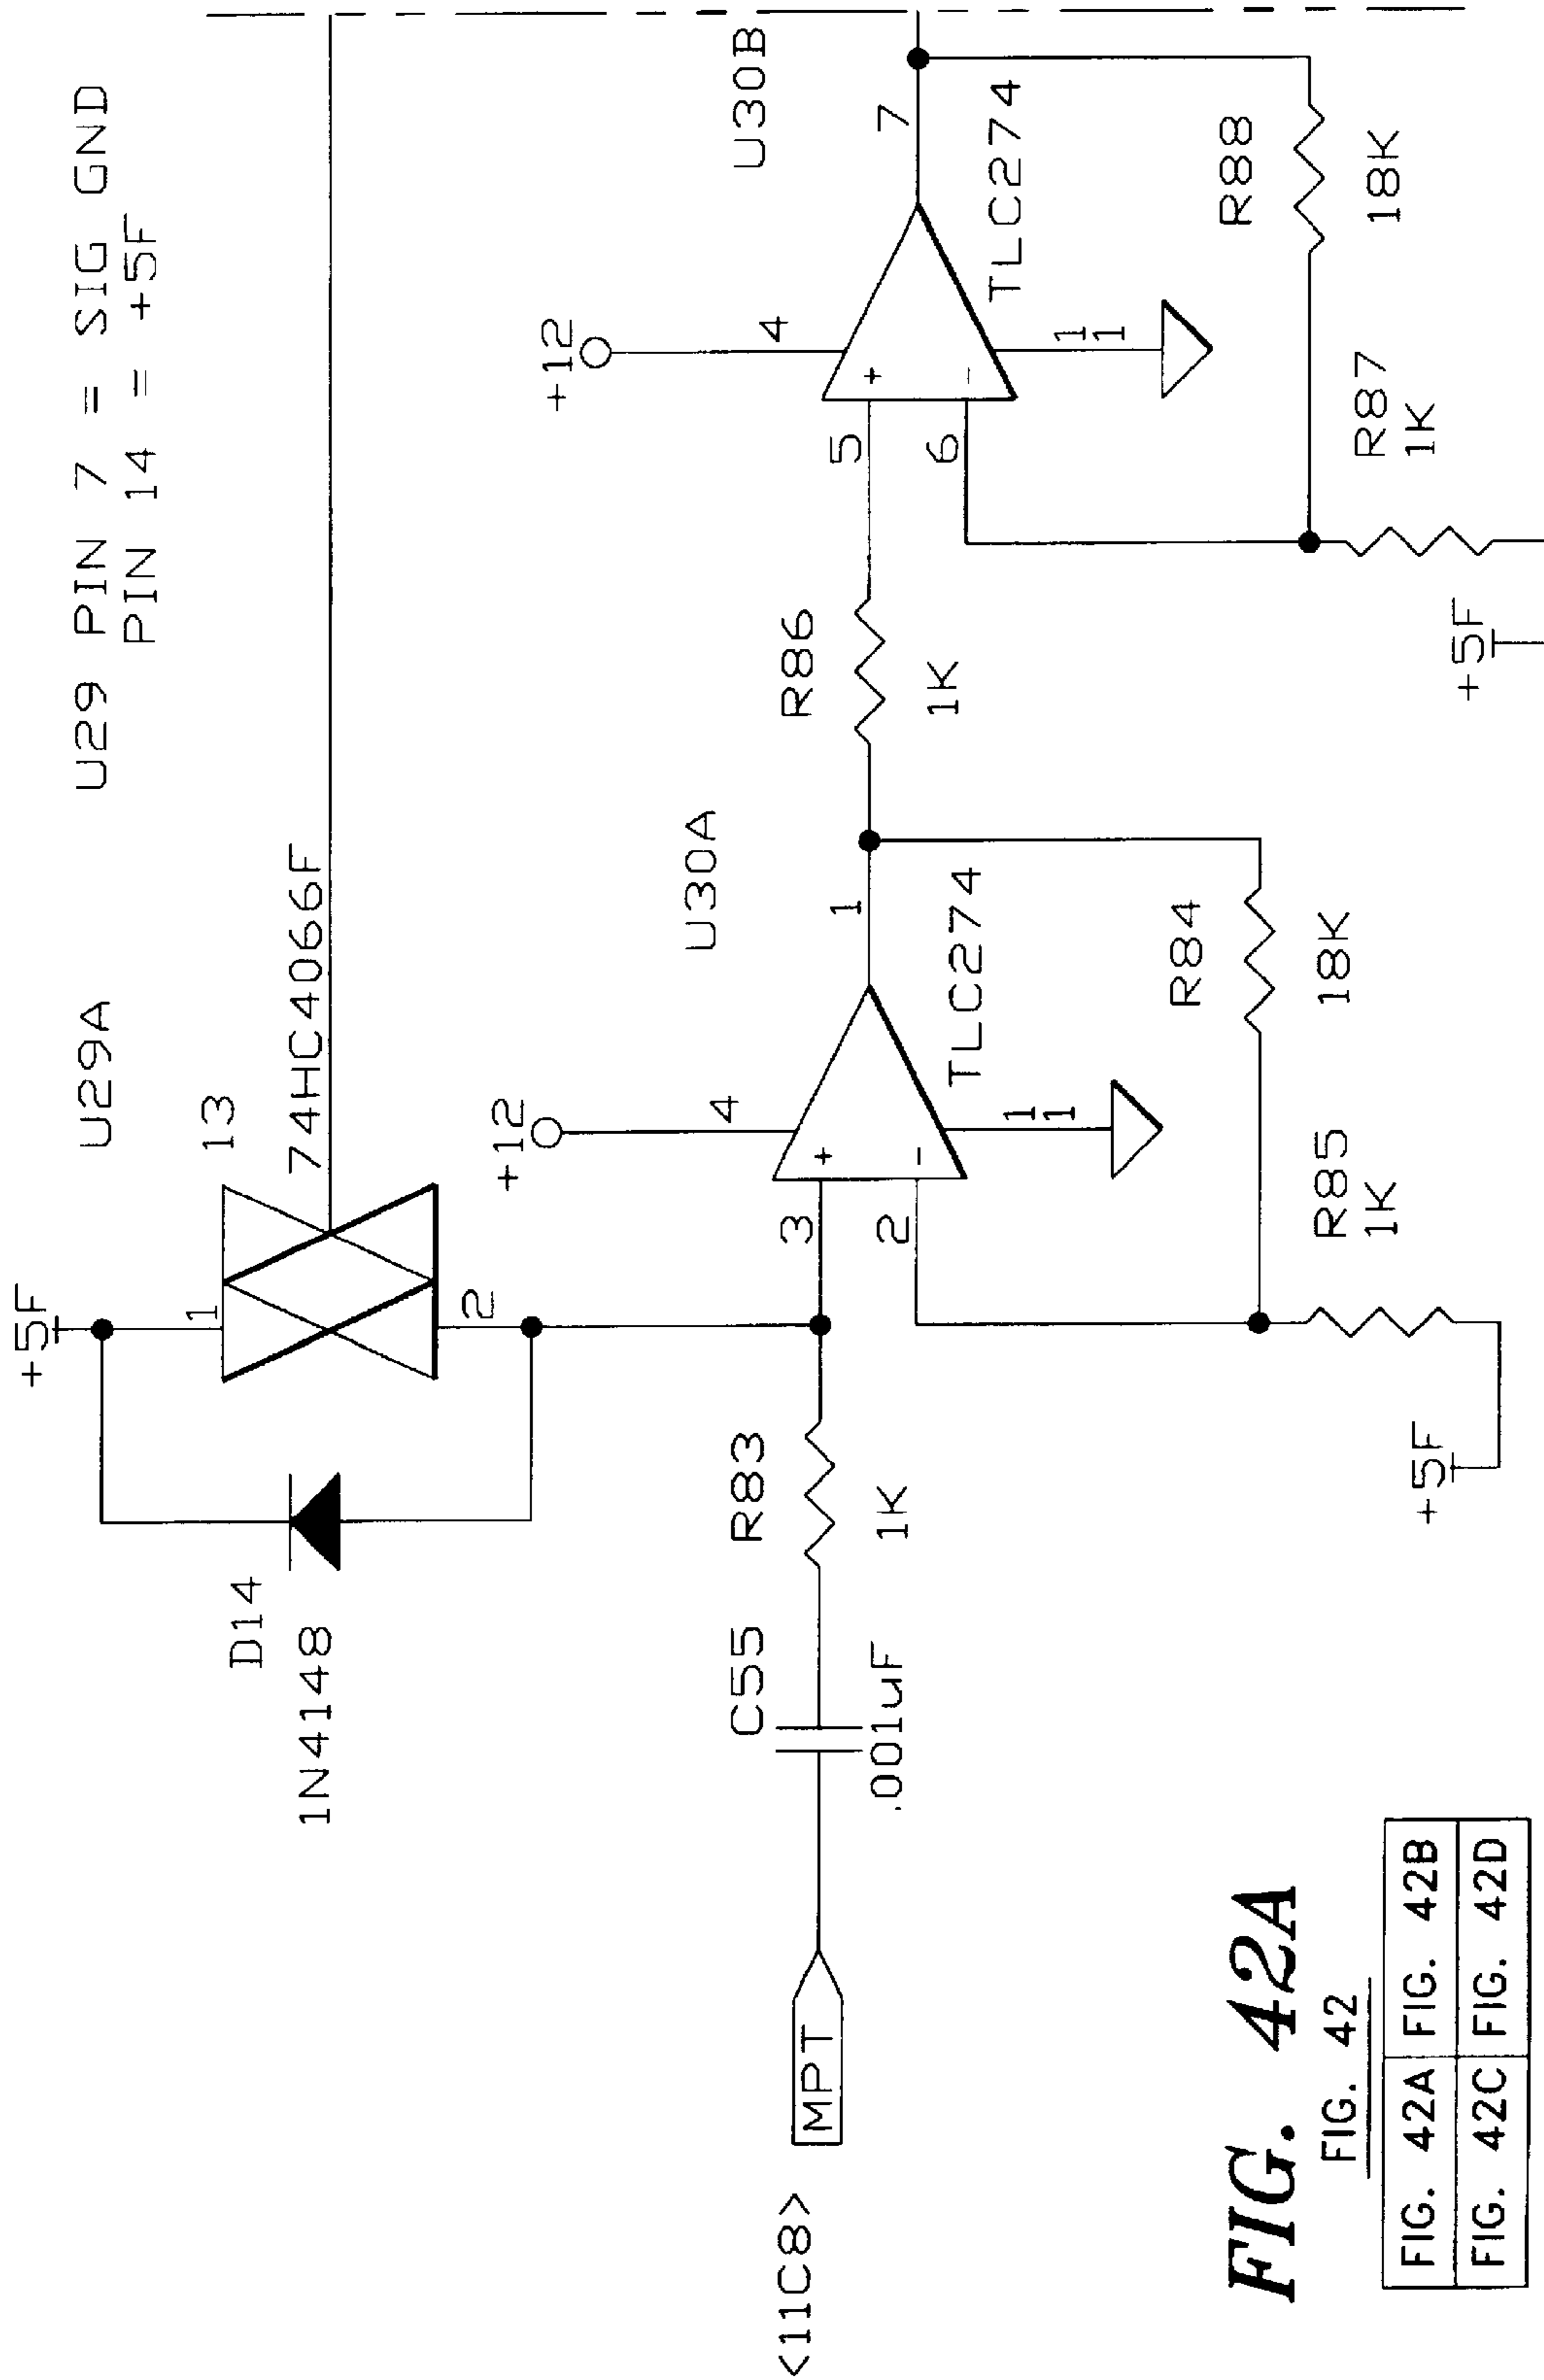 U29 PIN 7 = SIG GND
PIN 14 = +5F
+5F
U29A
1
13
74HC4066F
2
D14
1N4148
+12
4
U30A
3
+
2
-
1
TLC274
11
<11C8>
MPT
C55
.001uF
R83
1K
R84
18K
R85
1K
+5F
R86
1K
+12
4
U30B
5
+
6
-
7
TLC274
11
R88
18K
R87
1K
+5F
FIG. 42A
FIG. 42
FIG. 42A FIG. 42B
FIG. 42C FIG. 42D